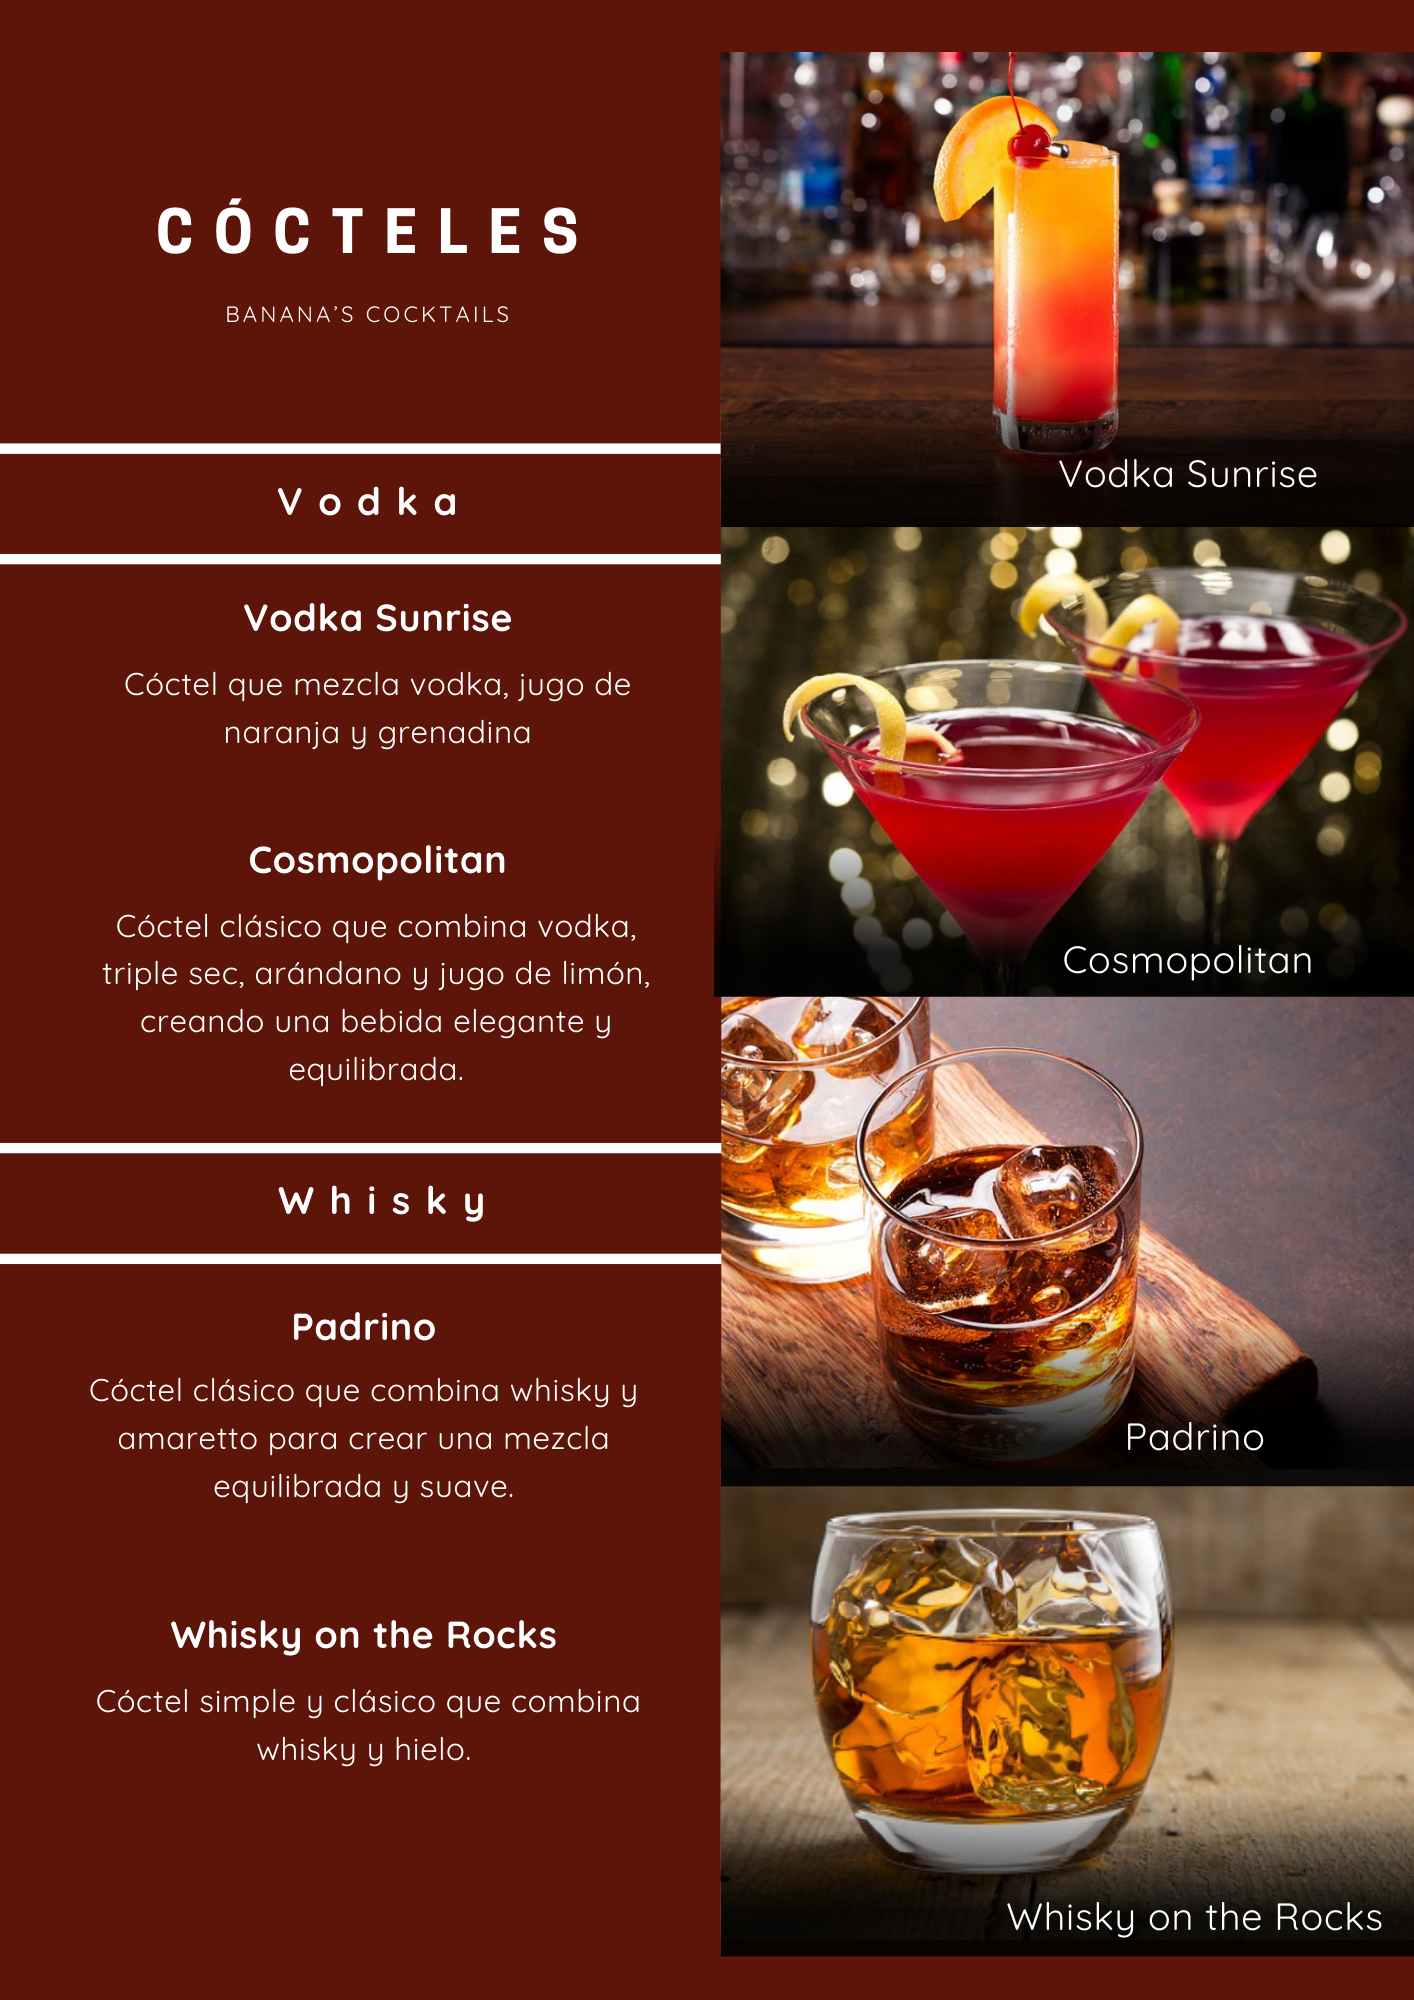 CÓCTELES
BANANA’S COCKTAILS
Vodka
Vodka Sunrise
Cóctel que mezcla vodka, jugo de
naranja y grenadina
Cosmopolitan
Cóctel clásico que combina vodka,
triple sec, arándano y jugo de limón,
creando una bebida elegante y
equilibrada.
Whisky
Padrino
Cóctel clásico que combina whisky y
amaretto para crear una mezcla
equilibrada y suave.
Whisky on the Rocks
Cóctel simple y clásico que combina
whisky y hielo.
Vodka Sunrise
Cosmopolitan
Padrino
Whisky on the Rocks